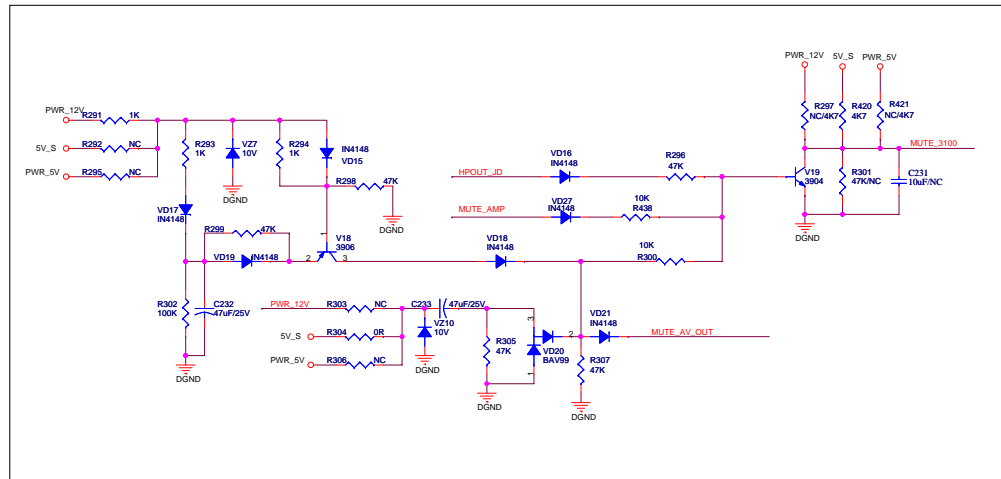 PWR_12V
5V_S
PWR_5V
PWR_12V
R291
1K
5V_S
R292
NC
PWR_5V
R295
NC
R293
1K
VZ7
10V
DGND
R294
1K
IN4148
VD15
R298
47K
DGND
R297
NC/4K7
R420
4K7
R421
NC/4K7
MUTE_3100
VD16
IN4148
R296
47K
HPOUT_JD
V19
3904
R301
47K/NC
C231
10uF/NC
DGND
VD17
IN4148
MUTE_AMP
VD27
IN4148
10K
R438
R299
47K
VD19
IN4148
V18
3906
1
2
3
VD18
IN4148
10K
R300
R302
100K
C232
47uF/25V
DGND
PWR_12V
R303
NC
C233
47uF/25V
5V_S
R304
0R
VZ10
10V
PWR_5V
R306
NC
DGND
R305
47K
DGND
3
2
1
VD20
BAV99
VD21
IN4148
MUTE_AV_OUT
R307
47K
DGND